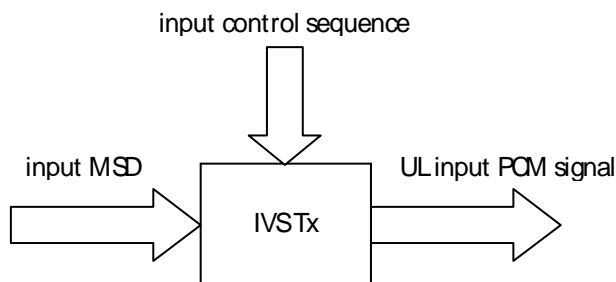 input control sequence
input MSD
UL input PCM signal
IVSTx